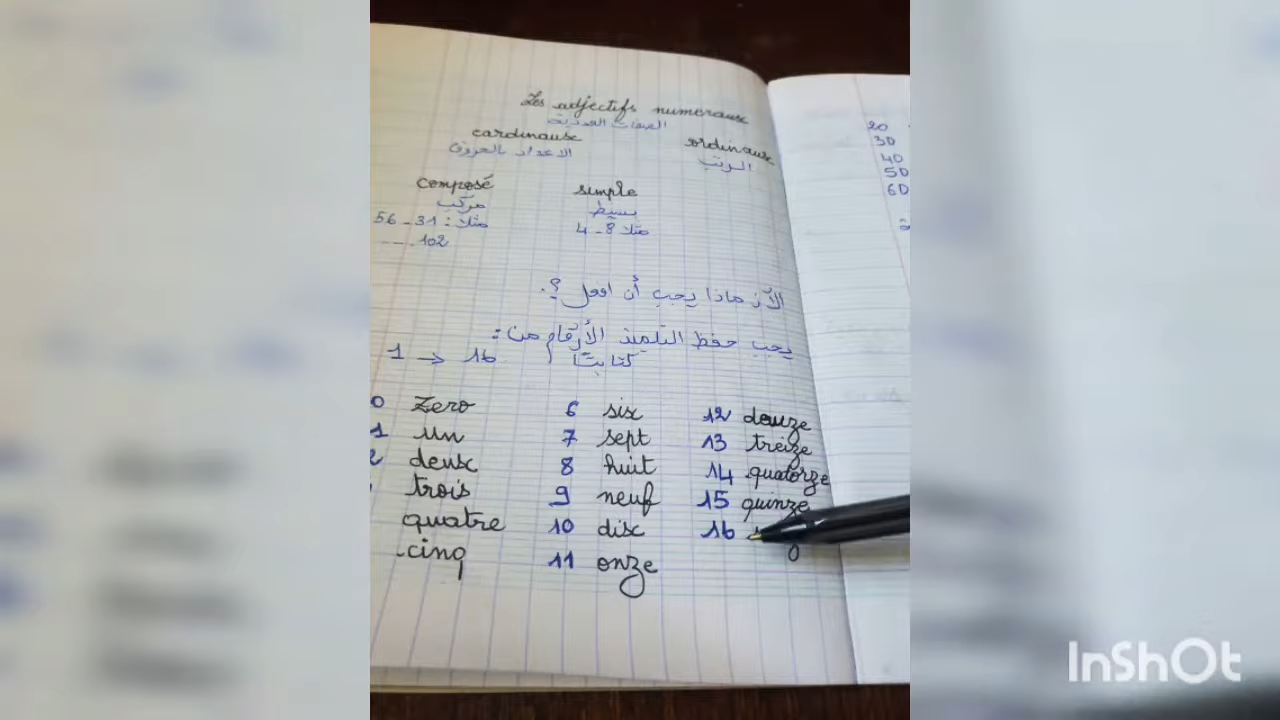 Les adjectifs numeraux
الصفات العددية
cardinaux
ordinaux
الاعداد بالحروف
الرتب
composé
simple
مركب
بسيط
مثلا: 31 - 56
مثلا 8 - 4
102 . ---
الآن ماذا يجب أن افعل؟.
يجب حفظ التلميذ الأرقام من:
كتابتا 1 → 16
0 zero 6 six 12 douze
1 un 7 sept 13 treize
2 deux 8 huit 14 quatorze
trois 9 neuf 15 quinze
quatre 10 dix 16
cinq 11 onze
20
30
40
50
60
InShOt